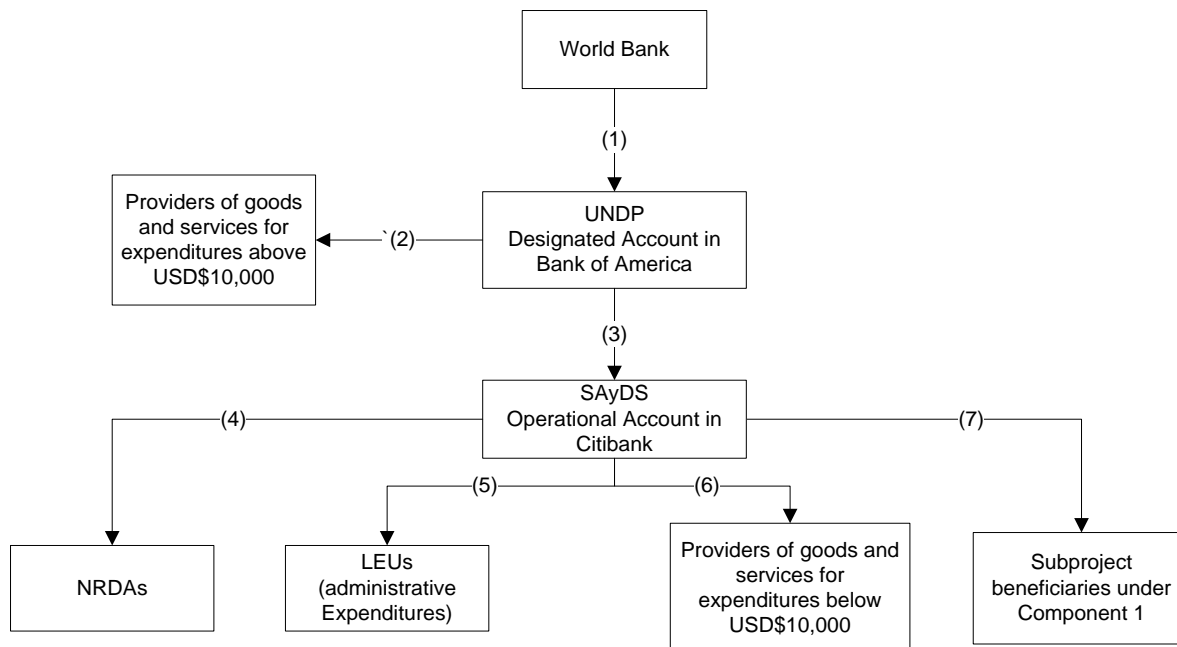 World Bank
(1)
Providers of goods
and services for
expenditures above
USD$10,000
`(2)
UNDP
Designated Account in
Bank of America
(3)
SAyDS
Operational Account in
Citibank
(4)
(7)
(5)
(6)
NRDAs
LEUs
(administrative
Expenditures)
Providers of goods and
services for
expenditures below
USD$10,000
Subproject
beneficiaries under
Component 1